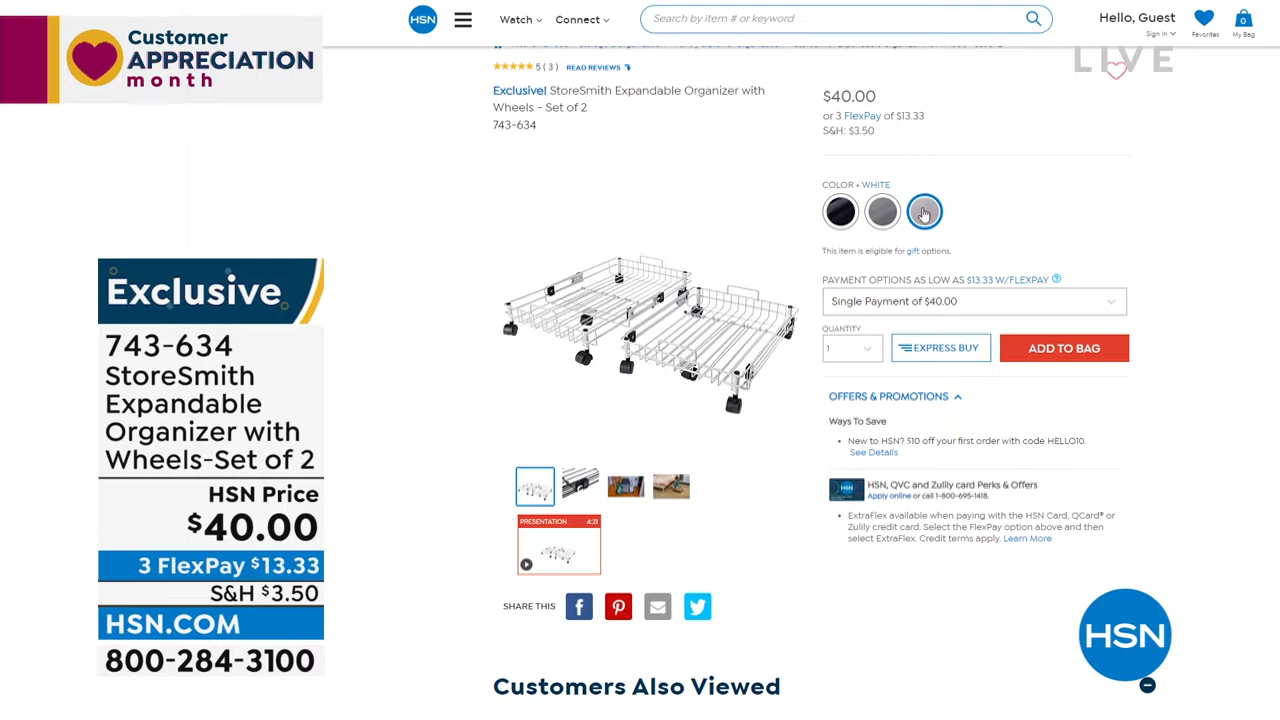 Customer
APPRECIATION
month
HSN
Watch
Connect
Search by item # or keyword
Hello, Guest
Sign In
Favorites
0
My Bag
LIVE
5 ( 3 ) READ REVIEWS
Exclusive! StoreSmith Expandable Organizer with
Wheels - Set of 2
743-634
$40.00
or 3 FlexPay of $13.33
S&H: $3.50
COLOR • WHITE
This item is eligible for gift options.
PAYMENT OPTIONS AS LOW AS $13.33 W/FLEXPAY ?
Single Payment of $40.00
QUANTITY
1
EXPRESS BUY
ADD TO BAG
OFFERS & PROMOTIONS
Ways To Save
• New to HSN? $10 off your first order with code HELLO10.
See Details
HSN, QVC and Zulily card Perks & Offers
Apply online or call 1-800-695-1418.
• ExtraFlex available when paying with the HSN Card, QCard® or
Zulily credit card. Select the FlexPay option above and then
select ExtraFlex. Credit terms apply. Learn More
PRESENTATION 4:21
SHARE THIS
Customers Also Viewed
Exclusive
743-634
StoreSmith
Expandable
Organizer with
Wheels-Set of 2
HSN Price
$40.00
3 FlexPay $13.33
S&H $3.50
HSN.COM
800-284-3100
HSN